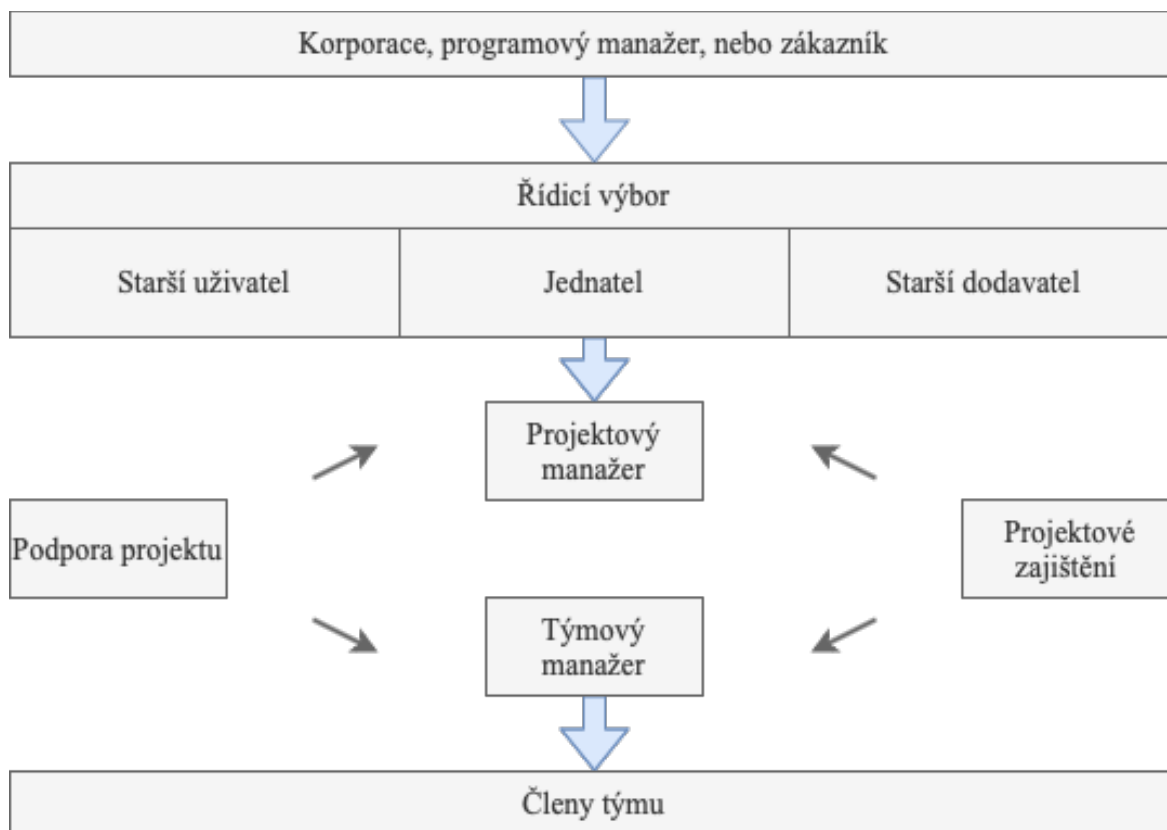 Korporace, programový manažer, nebo zákazník
Řídicí výbor
Starší uživatel
Jednatel
Starší dodavatel
Projektový
manažer
Podpora projektu
Projektové
zajištění
Týmový
manažer
Členy týmu